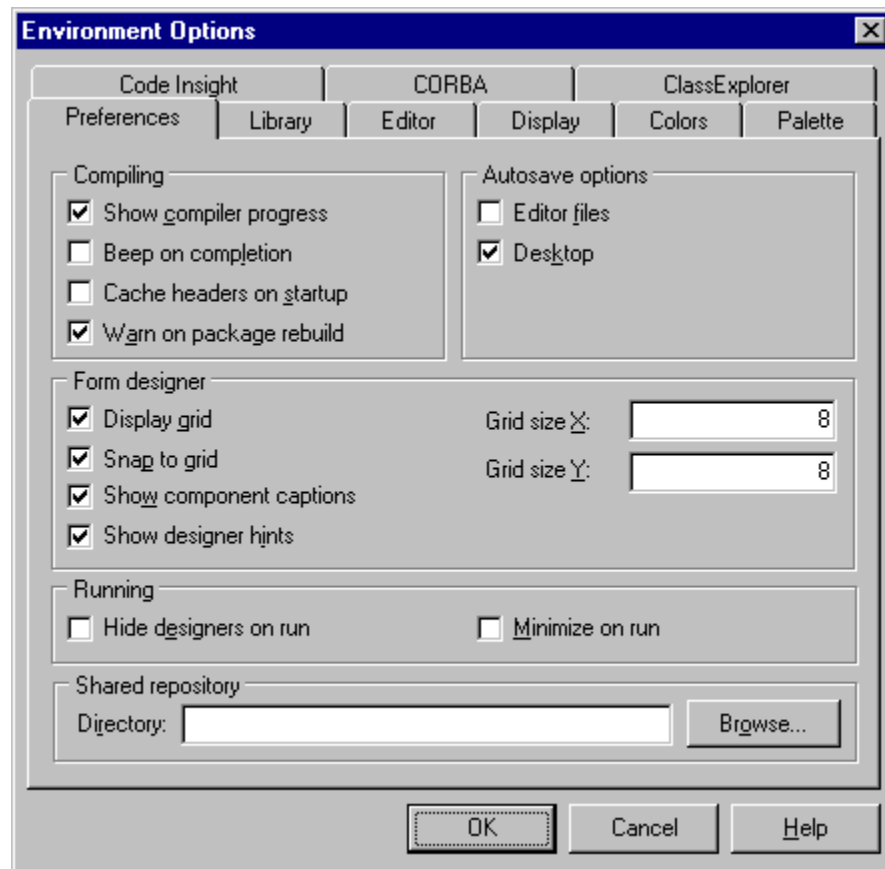 Environment Options
Code Insight CORBA ClassExplorer
Preferences Library Editor Display Colors Palette
Compiling Autosave options
Show compiler progress Editor files
Beep on completion Desktop
Cache headers on startup
Warn on package rebuild
Form designer
Display grid Grid size X: 8
Snap to grid Grid size Y: 8
Show component captions
Show designer hints
Running
Hide designers on run Minimize on run
Shared repository
Directory: Browse...
OK Cancel Help